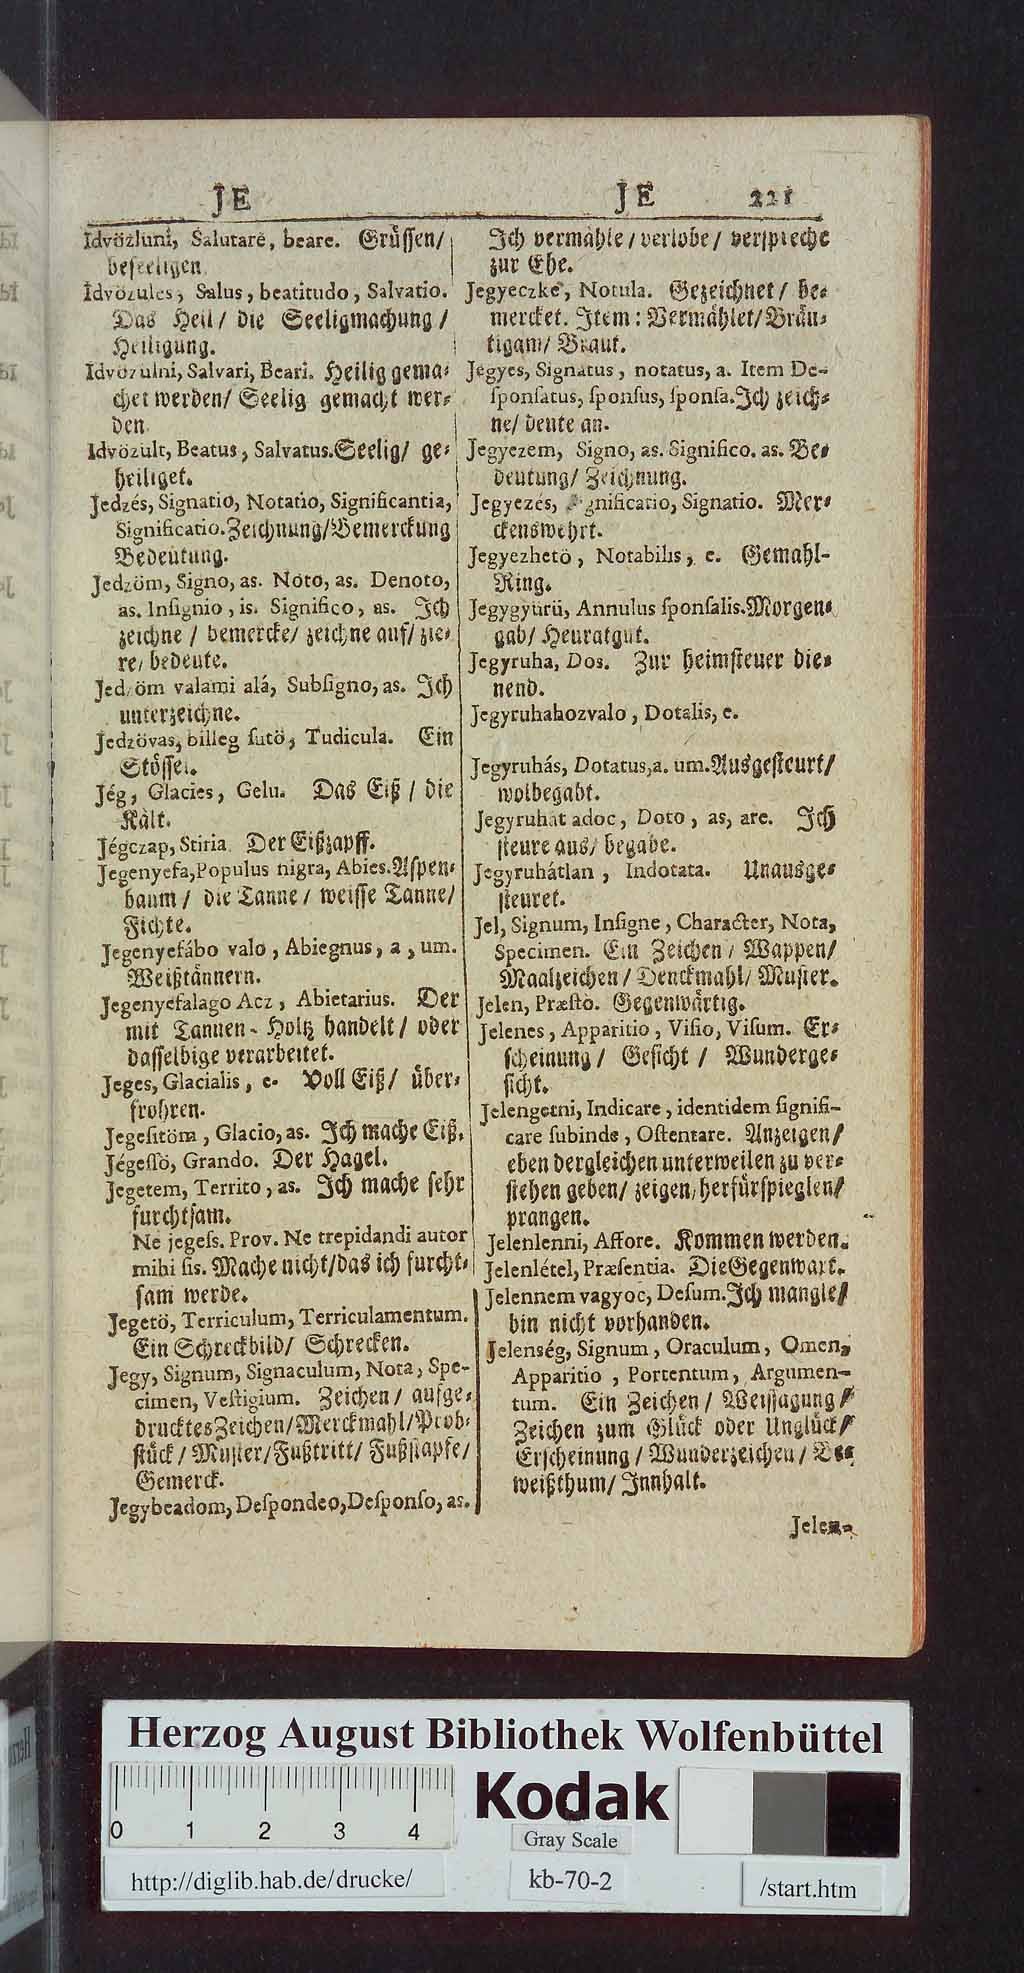 JE
JE 221
Idvözluni, Salutare, beare. Grüssen/
beseeligen.
Idvözules, Salus, beatitudo, Salvatio.
Das Heil/ die Seeligmachung/
Heiligung.
Idvözulni, Salvari, Beari. Heilig gema⸗
chet werden/ Seelig gemacht wer⸗
den.
Idvözült, Beatus, Salvatus. Seelig/ ge⸗
heiliget.
Jedzés, Signatio, Notatio, Significantia,
Significatio. Zeichnung/ Bemerckung
Bedeutung.
Jedzöm, Signo, as. Noto, as. Denoto,
as. Insignio, is. Significo, as. Ich
zeichne / bemercke/ zeichne auf/ zie⸗
re/ bedeute.
Jedzöm valami alá, Subsigno, as. Ich
unterzeichne.
Jedzövas, billeg sutö, Tudicula. Ein
Stössel.
Jég, Glacies, Gelu. Das Eiß / die
Kält.
Jégczap, Stiria. Der Eißzapff.
Jegenyefa, Populus nigra, Abies. Aspen⸗
baum / die Tanne / weisse Tanne/
Fichte.
Jegenyefábo valo, Abiegnus, a, um.
Weißtännern.
Jegenyefalago Acz, Abietarius. Der
mit Tannen⸗Holtz handelt / oder
dasselbige verarbeitet.
Jeges, Glacialis, e. Voll Eiß/ über⸗
frohren.
Jegesitöm, Glacio, as. Ich mache Eiß.
Jégessö, Grando. Der Hagel.
Jegetem, Territo, as. Ich mache sehr
furchtsam.
Ne jegess. Prov. Ne trepidandi autor
mihi sis. Mache nicht/ das ich furcht⸗
sam werde.
Jegetö, Terriculum, Terriculamentum.
Ein Schreckbild/ Schrecken.
Jegy, Signum, Signaculum, Nota, Spe-
cimen, Vestigium. Zeichen/ aufge⸗
drucktes Zeichen/ Merckmahl/ Prob⸗
stück/ Muster/ Fußtritt/ Fußstapfe/
Gemerck.
Jegybeadom, Despondeo, Desponso, as.
Ich vermähle/ verlobe/ verspreche
zur Ehe.
Jegyeczke, Notula. Gezeichnet/ be⸗
mercket. Item: Vermählet/ Bräu⸗
tigam/ Braut.
Jegyes, Signatus, notatus, a. Item De-
sponsatus, sponsus, sponsa. Ich zeich⸗
ne/ deute an.
Jegyezem, Signo, as. Significo. as. Be⸗
deutung/ Zeichnung.
Jegyezés, gnificatio, Signatio. Mer⸗
ckenswehrt.
Jegyezhetö, Notabilis, e. Gemahl-
Ring.
Jegygyürü, Annulus sponsalis. Morgen⸗
gab/ Heuratgut.
Jegyruha, Dos. Zur heimsteuer die⸗
nend.
Jegyruhahozvalo, Dotalis, e.
Jegyruhás, Dotatus, a. um. Ausgesteurt/
wolbegabt.
Jegyruhát adoc, Doto, as, are. Ich
steure aus/ begabe.
Jegyruhátlan, Indotata. Unausge⸗
steuret.
Jel, Signum, Insigne, Character, Nota,
Specimen. Ein Zeichen/ Wappen/
Maalzeichen/ Denckmahl/ Muster.
Jelen, Præsto. Gegenwärtig.
Jelenes, Apparitio, Visio, Visum. Er⸗
scheinung/ Gesicht / Wunderge⸗
sicht.
Jelengetni, Indicare, identidem signifi-
care subinde, Ostentare. Anzeigen/
eben dergleichen unterweilen zu ver⸗
stehen geben/ zeigen/ herfürspieglen/
prangen.
Jelenlenni, Affore. Kommen werden.
Jelenlétel, Præsentia. Die Gegenwart.
Jelennem vagyoc, Desum. Ich mangle/
bin nicht vorhanden.
Jelenség, Signum, Oraculum, Omen,
Apparitio, Portentum, Argumen-
tum. Ein Zeichen/ Weissagung/
Zeichen zum Glück oder Unglück/
Erscheinung/ Wunderzeichen/ Be⸗
weißthum/ Innhalt.
Jelen-
Herzog August Bibliothek Wolfenbüttel
Kodak
0 1 2 3 4
Gray Scale
http://diglib.hab.de/drucke/
kb-70-2
/start.htm